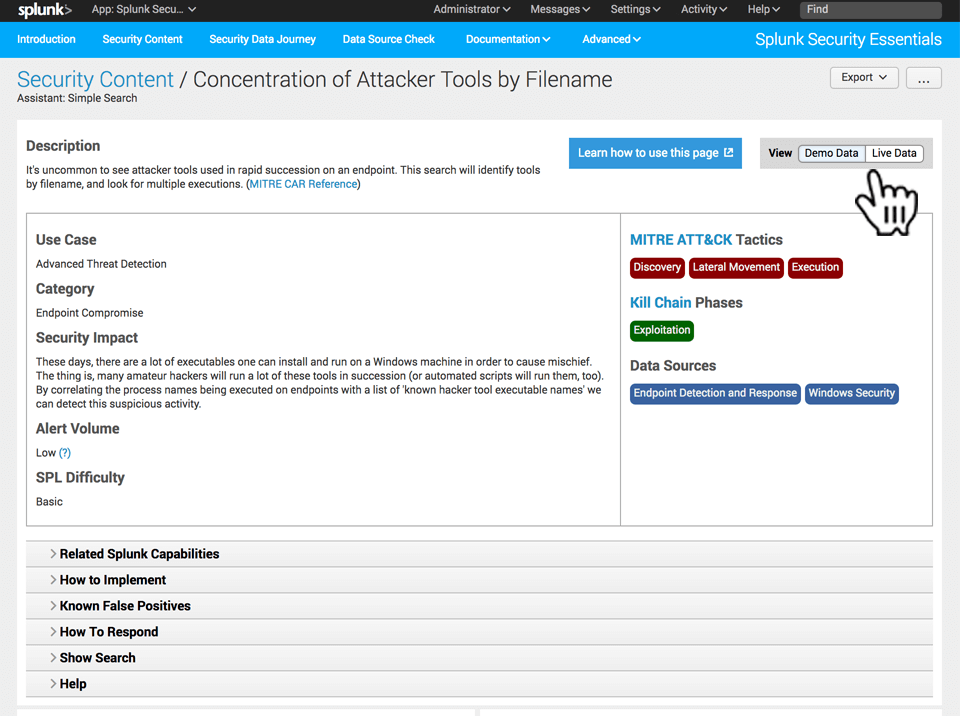 splunk> App: Splunk Secu... Administrator Messages Settings Activity Help Find
Introduction Security Content Security Data Journey Data Source Check Documentation Advanced Splunk Security Essentials
Security Content / Concentration of Attacker Tools by Filename
Export ...
Assistant: Simple Search
Description
Learn how to use this page
View Demo Data Live Data
It's uncommon to see attacker tools used in rapid succession on an endpoint. This search will identify tools
by filename, and look for multiple executions. (MITRE CAR Reference)
Use Case
Advanced Threat Detection
Category
Endpoint Compromise
Security Impact
These days, there are a lot of executables one can install and run on a Windows machine in order to cause mischief.
The thing is, many amateur hackers will run a lot of these tools in succession (or automated scripts will run them, too).
By correlating the process names being executed on endpoints with a list of 'known hacker tool executable names' we
can detect this suspicious activity.
Alert Volume
Low (?)
SPL Difficulty
Basic
MITRE ATT&CK Tactics
Discovery Lateral Movement Execution
Kill Chain Phases
Exploitation
Data Sources
Endpoint Detection and Response Windows Security
Related Splunk Capabilities
How to Implement
Known False Positives
How To Respond
Show Search
Help